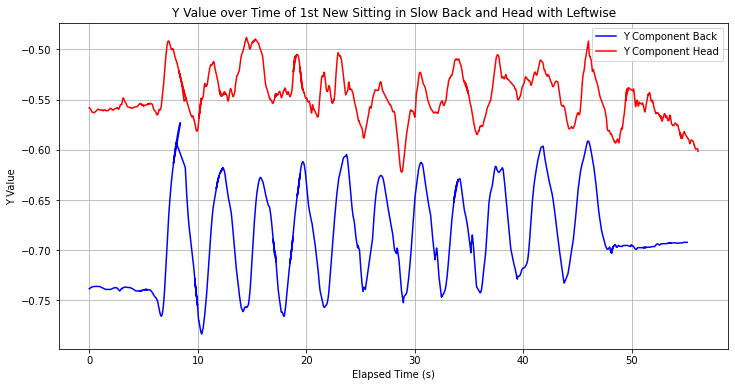 Y Value over Time of 1st New Sitting in Slow Back and Head with Leftwise
Y Component Back
Y Component Head
−0.50
−0.55
−0.60
−0.65
−0.70
−0.75
Y Value
0 10 20 30 40 50
Elapsed Time (s)